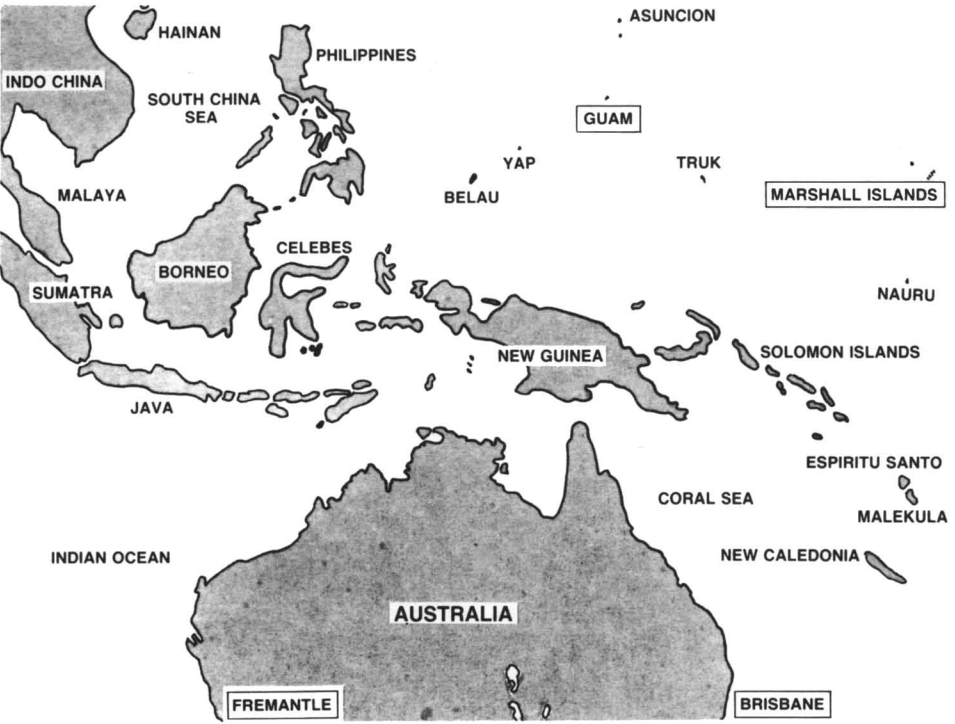 ASUNCION
HAINAN
PHILIPPINES
INDO CHINA
SOUTH CHINA
SEA
GUAM
YAP
TRUK
MALAYA
BELAU
MARSHALL ISLANDS
CELEBES
BORNEO
SUMATRA
NAURU
NEW GUINEA
SOLOMON ISLANDS
JAVA
ESPIRITU SANTO
CORAL SEA
MALEKULA
INDIAN OCEAN
NEW CALEDONIA
AUSTRALIA
FREMANTLE
BRISBANE